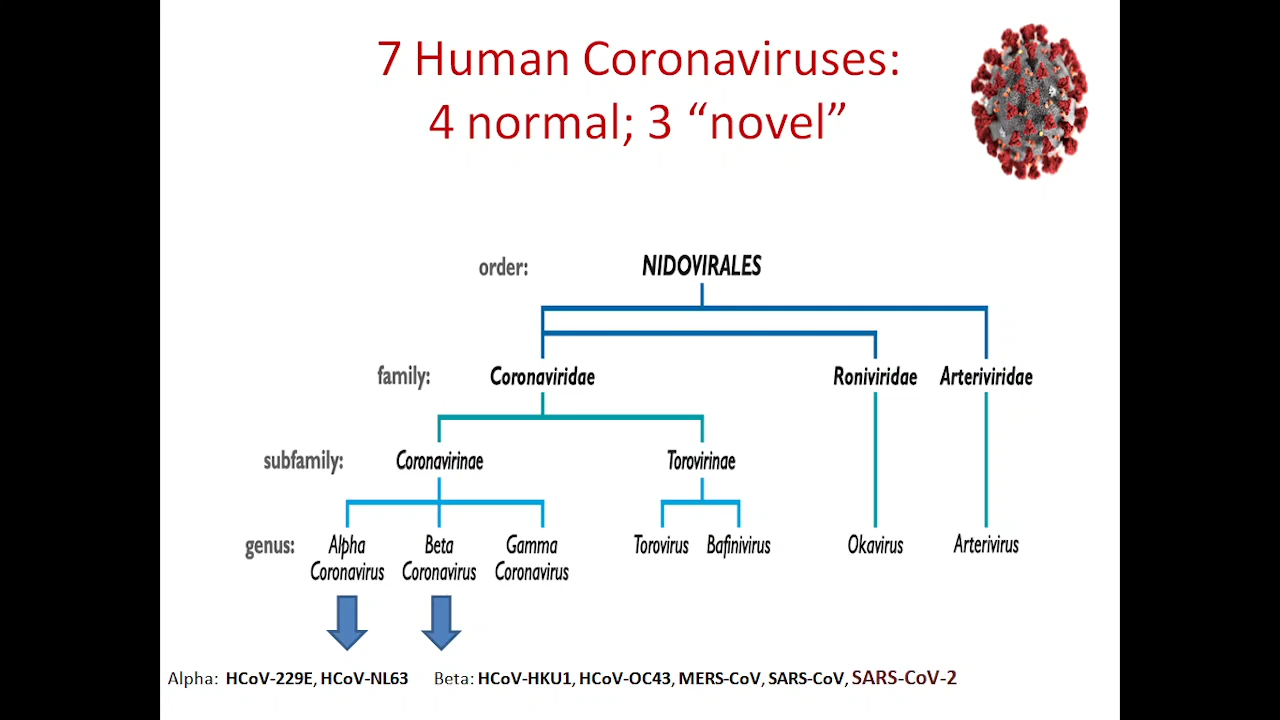 7 Human Coronaviruses:
4 normal; 3 “novel”
order: NIDOVIRALES
family: Coronaviridae Roniviridae Arteriviridae
subfamily: Coronavirinae Torovirinae
genus: Alpha Beta Gamma Torovirus Bafinivirus Okavirus Arterivirus
Coronavirus Coronavirus Coronavirus
Alpha: HCoV-229E, HCoV-NL63 Beta: HCoV-HKU1, HCoV-OC43, MERS-CoV, SARS-CoV, SARS-CoV-2